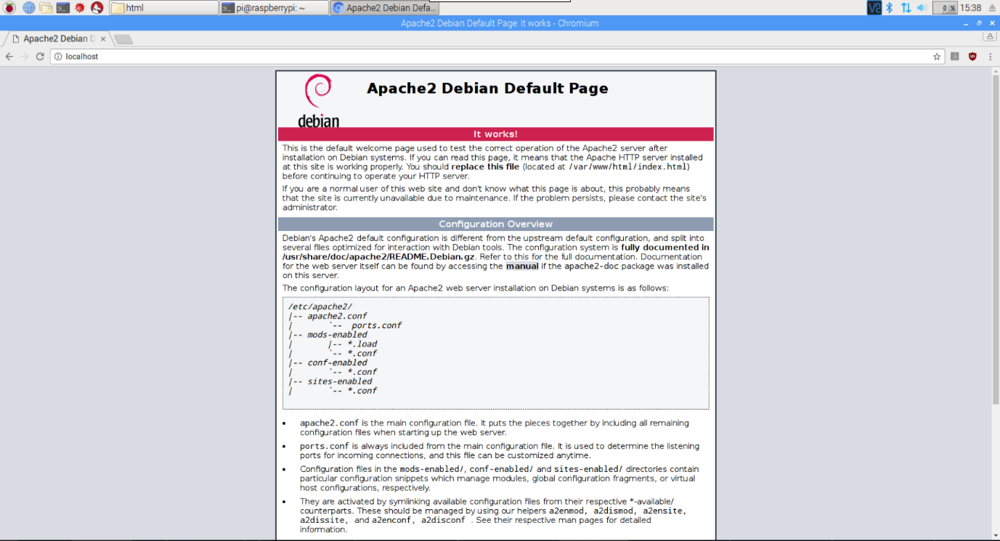 html
pi@raspberrypi: ~
Apache2 Debian Defa...
0 %
15:38
Apache2 Debian Default Page: It works - Chromium
Apache2 Debian D
localhost
debian
Apache2 Debian Default Page
It works!
This is the default welcome page used to test the correct operation of the Apache2 server after
installation on Debian systems. If you can read this page, it means that the Apache HTTP server installed
at this site is working properly. You should replace this file (located at /var/www/html/index.html)
before continuing to operate your HTTP server.
If you are a normal user of this web site and don't know what this page is about, this probably means
that the site is currently unavailable due to maintenance. If the problem persists, please contact the site's
administrator.
Configuration Overview
Debian's Apache2 default configuration is different from the upstream default configuration, and split into
several files optimized for interaction with Debian tools. The configuration system is fully documented in
/usr/share/doc/apache2/README.Debian.gz. Refer to this for the full documentation. Documentation
for the web server itself can be found by accessing the manual if the apache2-doc package was installed
on this server.
The configuration layout for an Apache2 web server installation on Debian systems is as follows:
/etc/apache2/
|-- apache2.conf
|       `--  ports.conf
|-- mods-enabled
|       |-- *.load
|       `-- *.conf
|-- conf-enabled
|       `-- *.conf
|-- sites-enabled
|       `-- *.conf
• apache2.conf is the main configuration file. It puts the pieces together by including all remaining
configuration files when starting up the web server.
• ports.conf is always included from the main configuration file. It is used to determine the listening
ports for incoming connections, and this file can be customized anytime.
• Configuration files in the mods-enabled/, conf-enabled/ and sites-enabled/ directories contain
particular configuration snippets which manage modules, global configuration fragments, or virtual
host configurations, respectively.
• They are activated by symlinking available configuration files from their respective *-available/
counterparts. These should be managed by using our helpers a2enmod, a2dismod, a2ensite,
a2dissite, and a2enconf, a2disconf . See their respective man pages for detailed
information.